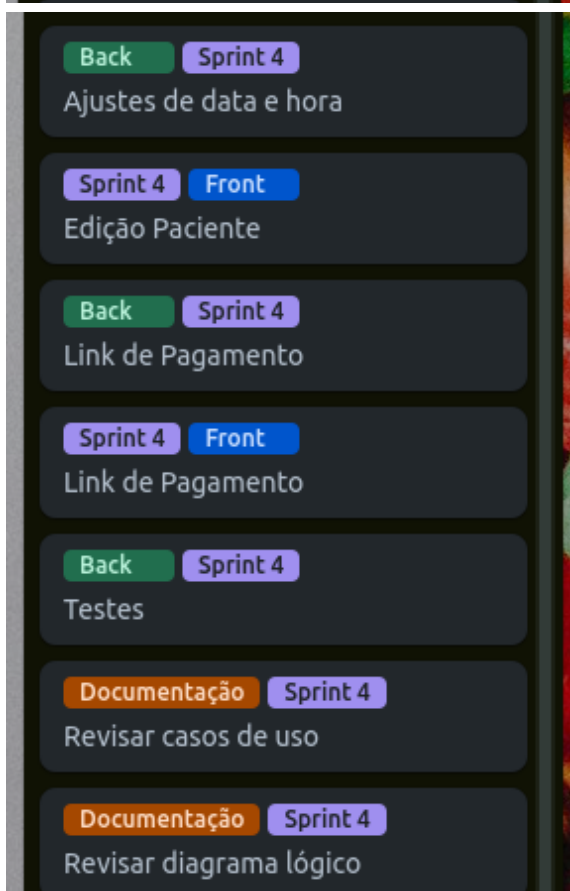 Back Sprint 4
Ajustes de data e hora
Sprint 4 Front
Edição Paciente
Back Sprint 4
Link de Pagamento
Sprint 4 Front
Link de Pagamento
Back Sprint 4
Testes
Documentação Sprint 4
Revisar casos de uso
Documentação Sprint 4
Revisar diagrama lógico